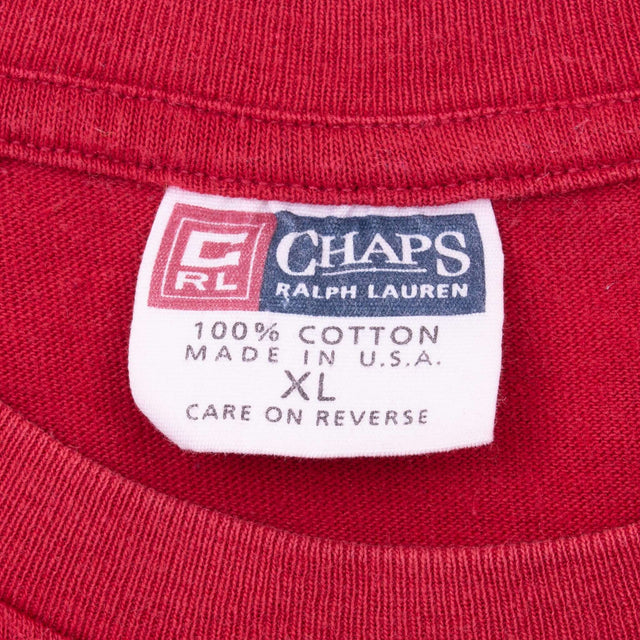 C
RL
CHAPS
RALPH LAUREN
100% COTTON
MADE IN U.S.A.
XL
CARE ON REVERSE